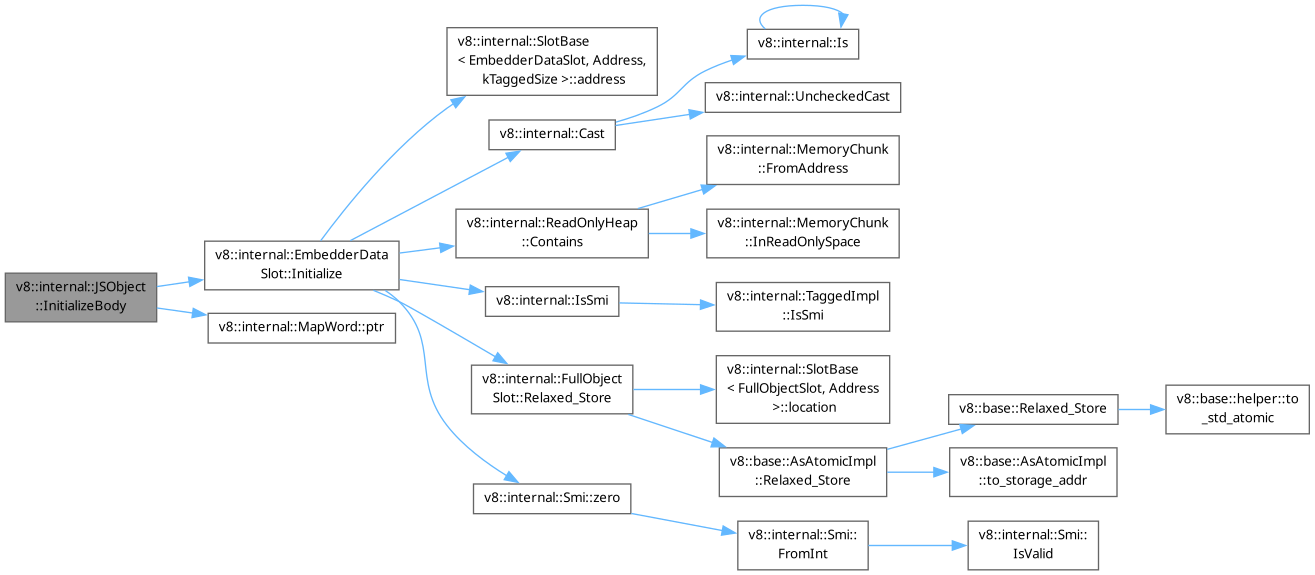 v8::internal::JSObject
::InitializeBody
v8::internal::EmbedderData
Slot::Initialize
v8::internal::MapWord::ptr
v8::internal::SlotBase
< EmbedderDataSlot, Address,
kTaggedSize >::address
v8::internal::Cast
v8::internal::ReadOnlyHeap
::Contains
v8::internal::IsSmi
v8::internal::FullObject
Slot::Relaxed_Store
v8::internal::Smi::zero
v8::internal::Is
v8::internal::UncheckedCast
v8::internal::MemoryChunk
::FromAddress
v8::internal::MemoryChunk
::InReadOnlySpace
v8::internal::TaggedImpl
::IsSmi
v8::internal::SlotBase
< FullObjectSlot, Address
>::location
v8::base::AsAtomicImpl
::Relaxed_Store
v8::internal::Smi::
FromInt
v8::base::Relaxed_Store
v8::base::AsAtomicImpl
::to_storage_addr
v8::internal::Smi::
IsValid
v8::base::helper::to
_std_atomic